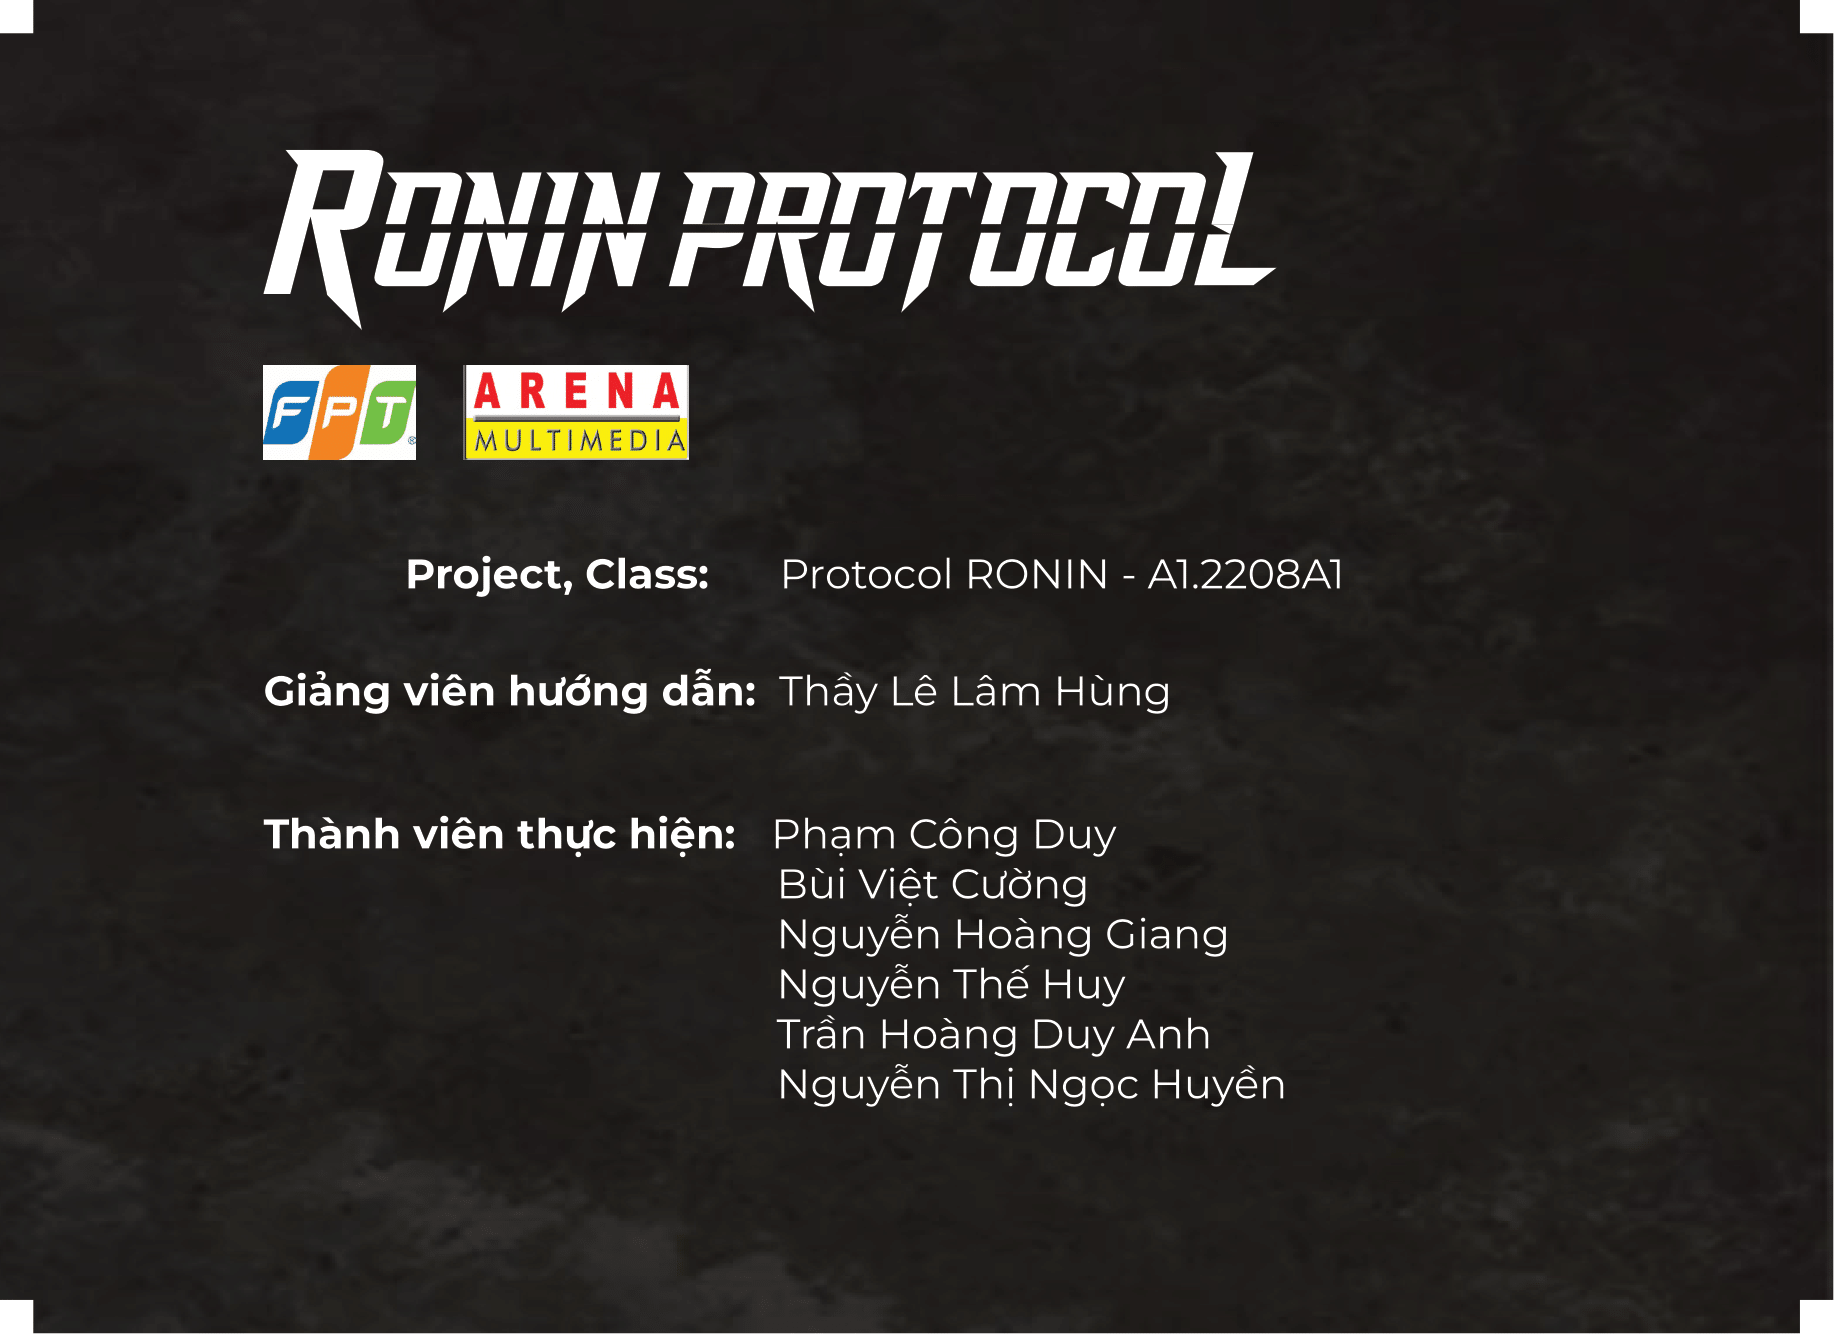 RONIN PROTOCOL
FPT®
ARENA
MULTIMEDIA
Project, Class: Protocol RONIN - A1.2208A1
Giảng viên hướng dẫn: Thầy Lê Lâm Hùng
Thành viên thực hiện: Phạm Công Duy
Bùi Việt Cường
Nguyễn Hoàng Giang
Nguyễn Thế Huy
Trần Hoàng Duy Anh
Nguyễn Thị Ngọc Huyền